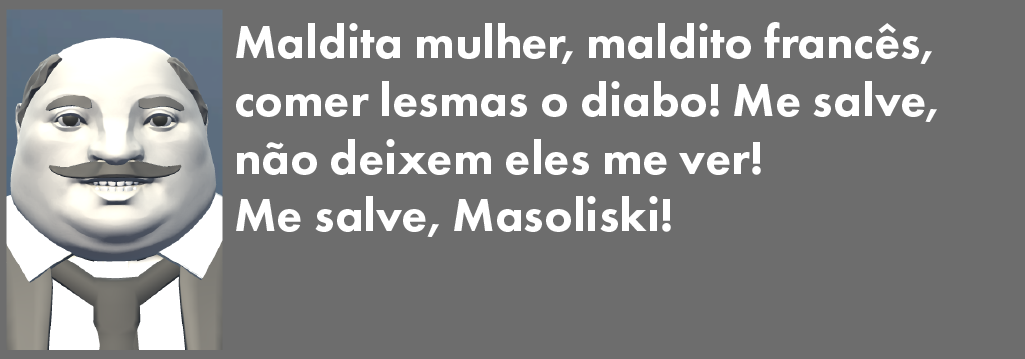 Maldita mulher, maldito francês,
comer lesmas o diabo! Me salve,
não deixem eles me ver!
Me salve, Masoliski!